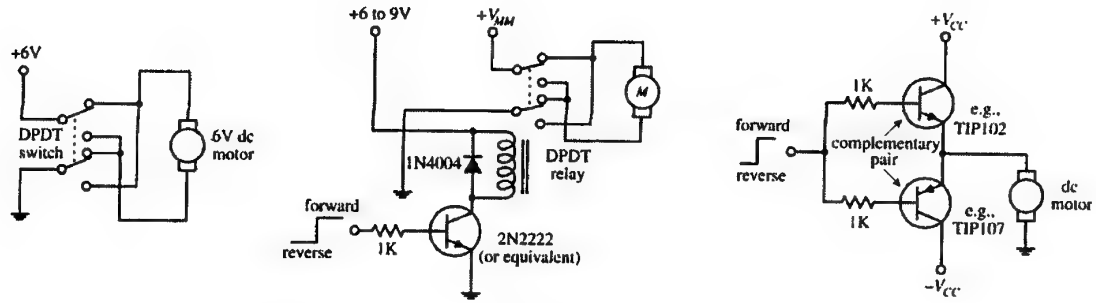 +6V
DPDT
switch
6V dc
motor
+6 to 9V
+V_MM
M
1N4004
DPDT
relay
forward
reverse
1K
2N2222
(or equivalent)
+V_CC
1K
e.g.,
TIP102
forward
complementary
pair
reverse
1K
e.g.,
TIP107
dc
motor
−V_CC